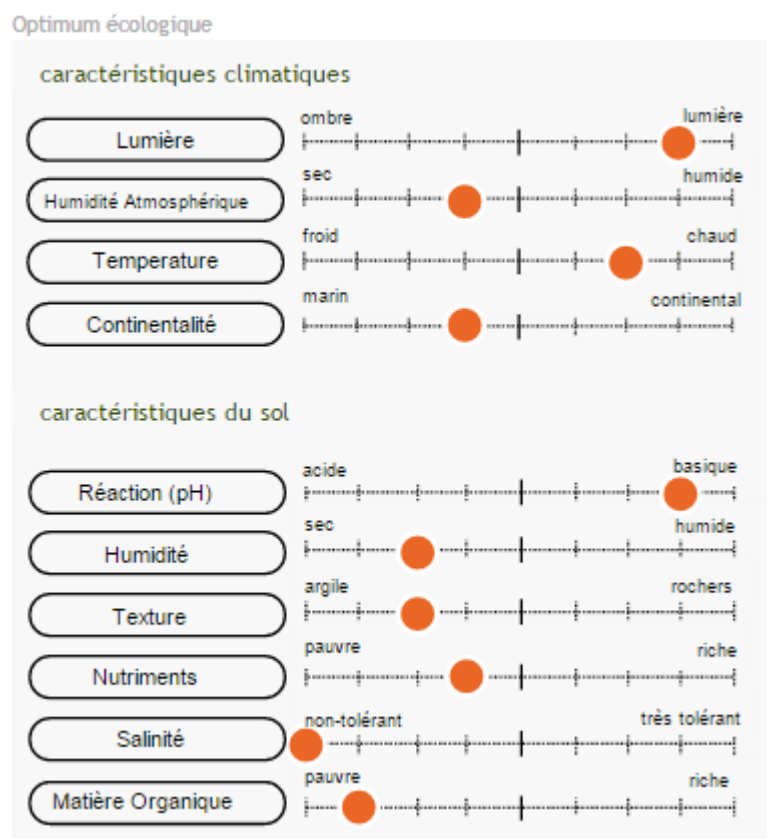 Optimum écologique
caractéristiques climatiques
ombre lumière
Lumière
sec humide
Humidité Atmosphérique
froid chaud
Temperature
marin continental
Continentalité
caractéristiques du sol
acide basique
Réaction (pH)
sec humide
Humidité
argile rochers
Texture
pauvre riche
Nutriments
non-tolérant très tolérant
Salinité
pauvre riche
Matière Organique